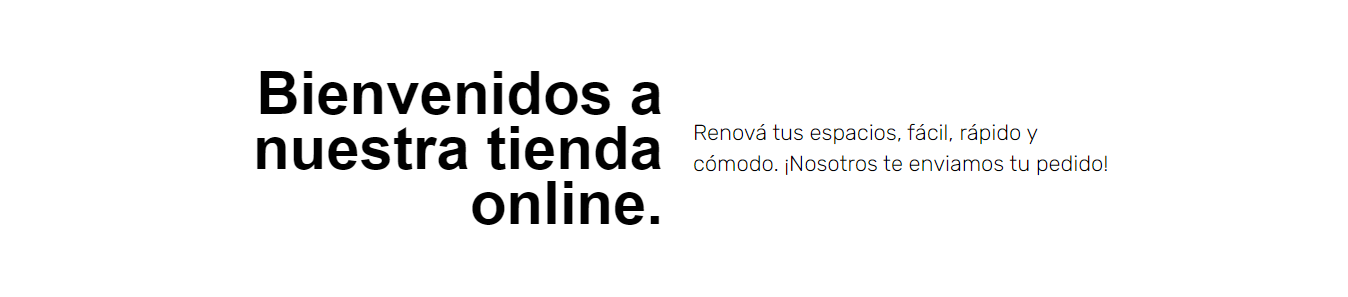 Bienvenidos a
nuestra tienda
online.
Renová tus espacios, fácil, rápido y
cómodo. ¡Nosotros te enviamos tu pedido!